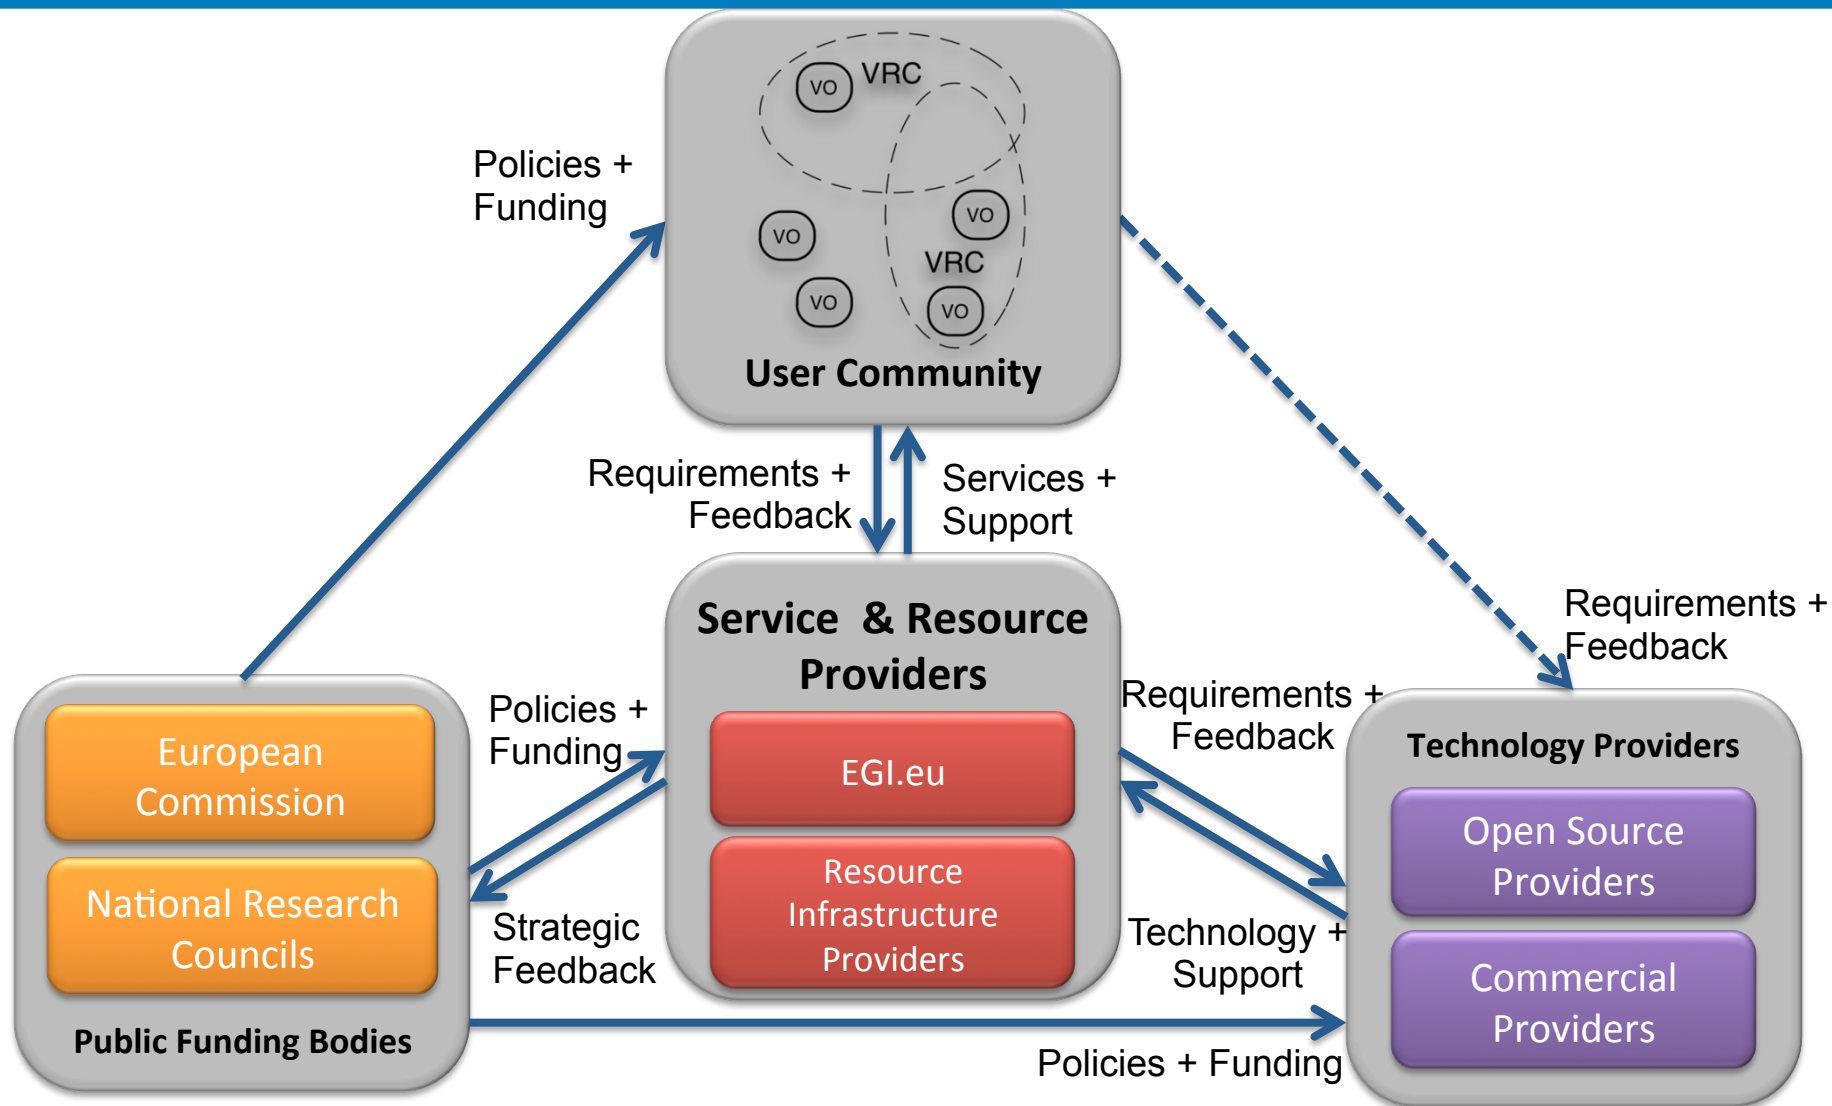 VO
VRC
Policies +
Funding
VO
VO
VRC
VO
VO
User Community
Requirements +
Feedback
Services +
Support
Service & Resource
Providers
Requirements +
Feedback
Policies +
Funding
Requirements +
Feedback
European
Commission
EGI.eu
Technology Providers
Open Source
Providers
National Research
Councils
Resource
Infrastructure
Providers
Strategic
Feedback
Technology +
Support
Commercial
Providers
Public Funding Bodies
Policies + Funding